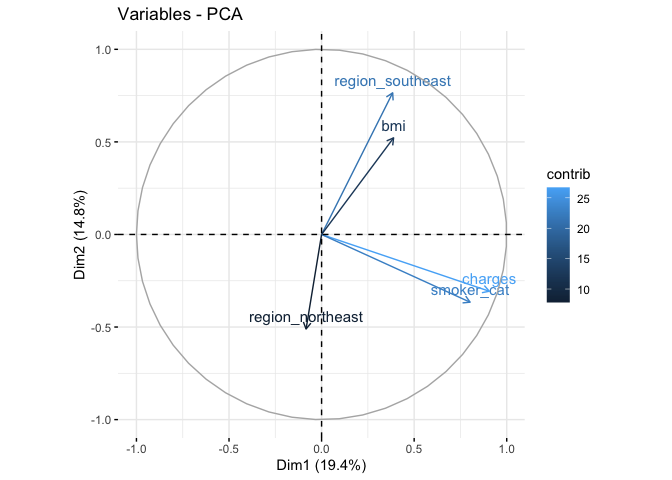 Variables - PCA
1.0
0.5
0.0
-0.5
-1.0
Dim2 (14.8%)
region_southeast
bmi
charges
smoker_cat
region_northeast
-1.0
-0.5
0.0
0.5
1.0
Dim1 (19.4%)
contrib
25
20
15
10